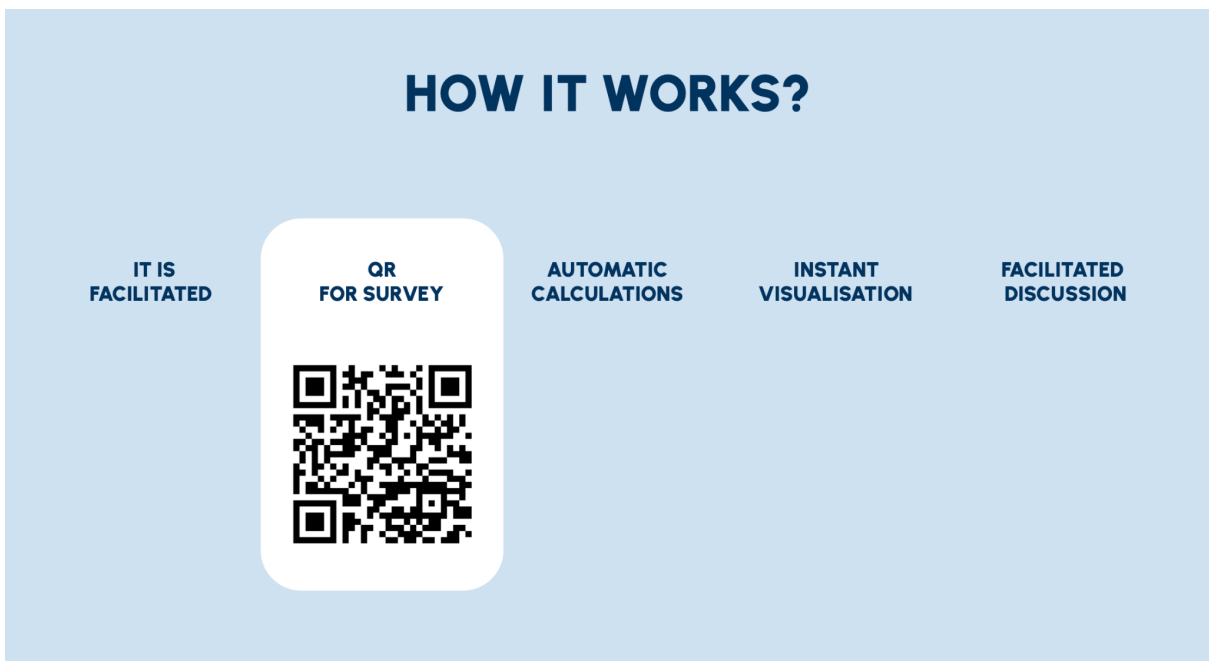 HOW IT WORKS?
IT IS
FACILITATED
QR
FOR SURVEY
AUTOMATIC
CALCULATIONS
INSTANT
VISUALISATION
FACILITATED
DISCUSSION